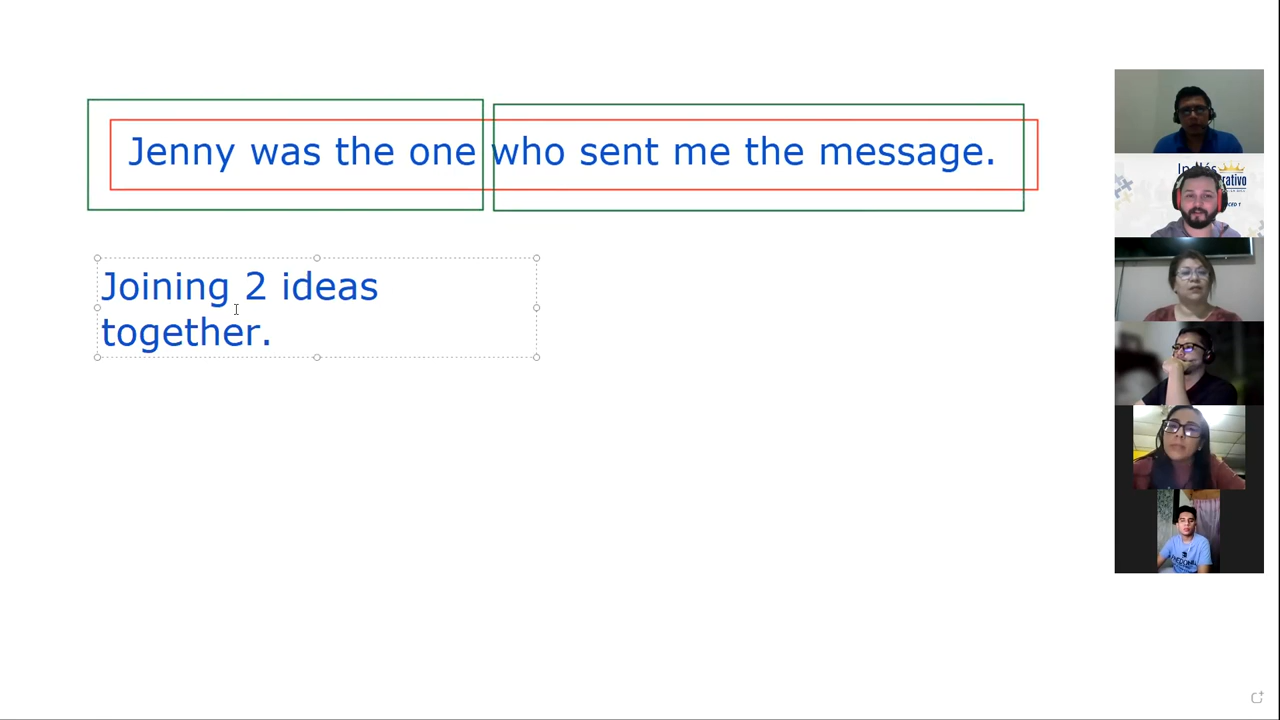 Jenny was the one who sent me the message.
Joining 2 ideas
together.